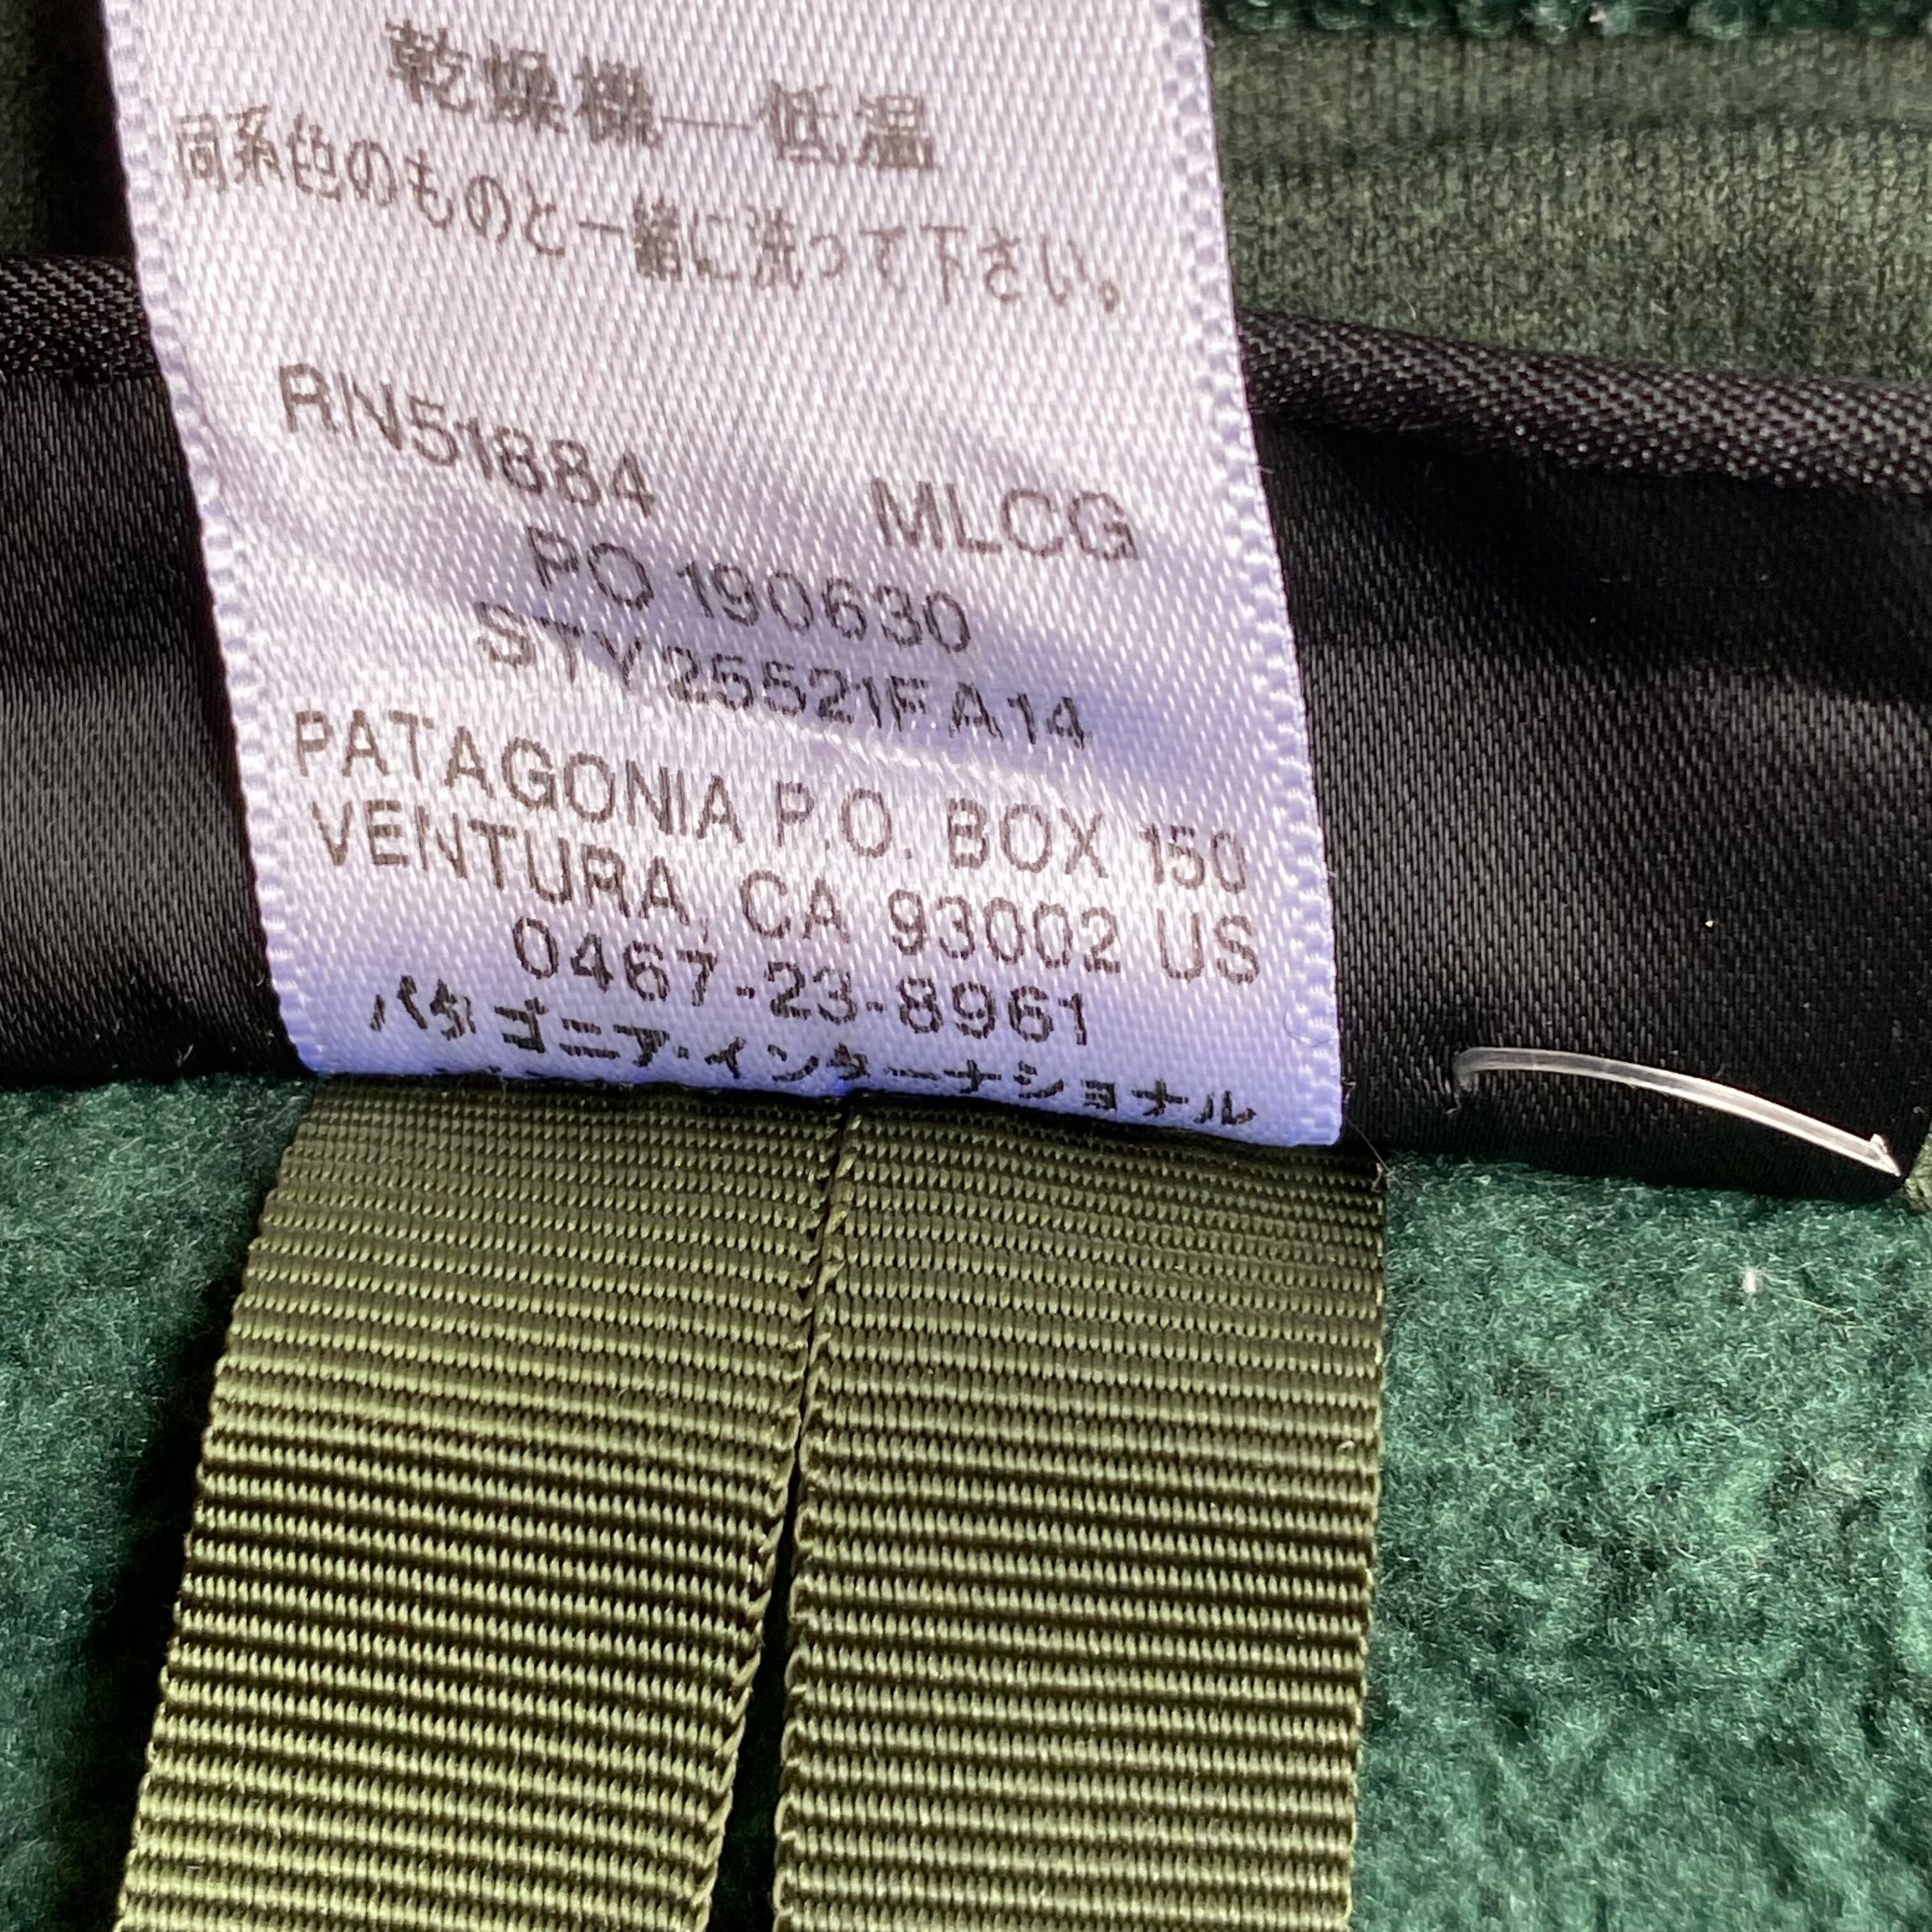 乾燥機—低温
同系色のものと一緒に洗って下さい。
RN51884 MLCG
PO 190630
STY25521FA14
PATAGONIA P.O. BOX 150
VENTURA, CA 93002 US
0467-23-8961
パタゴニア・インターナショナル